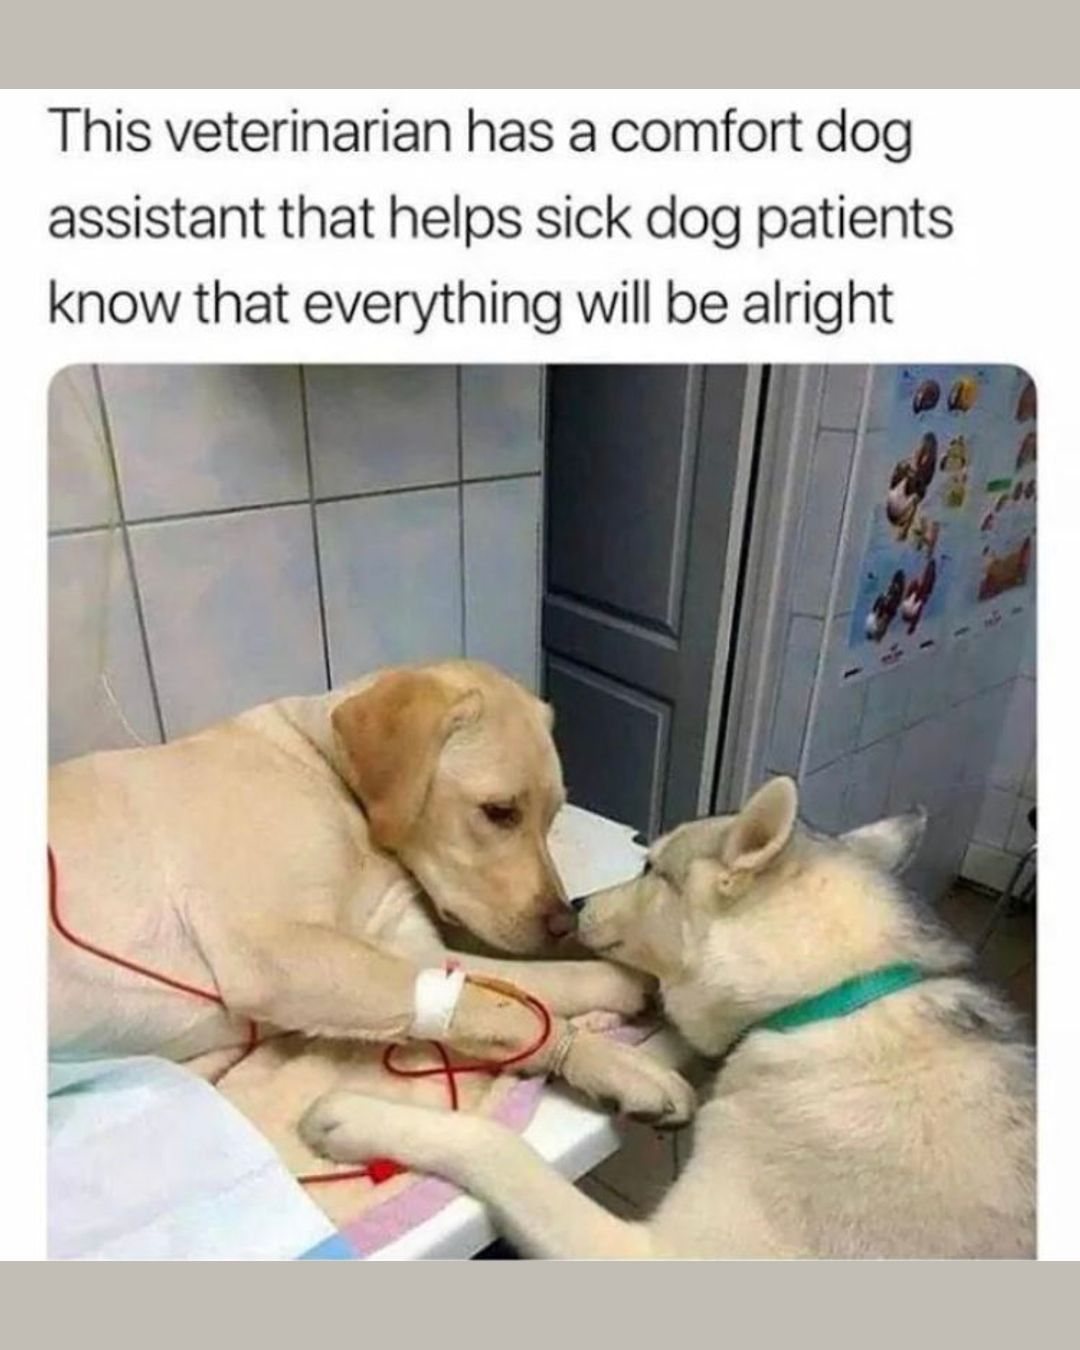 This veterinarian has a comfort dog
assistant that helps sick dog patients
know that everything will be alright